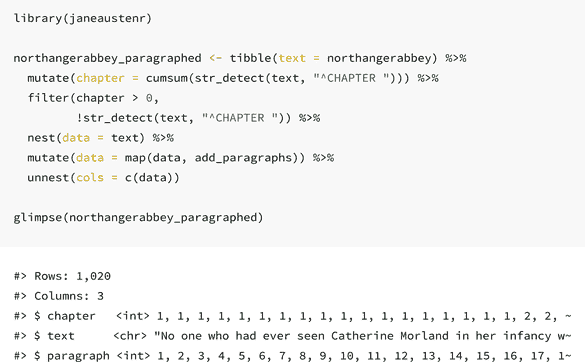 library(janeaustenr)
northangerabbey_paragraphed <- tibble(text = northangerabbey) %>%
mutate(chapter = cumsum(str_detect(text, "^CHAPTER "))) %>%
filter(chapter > 0,
!str_detect(text, "^CHAPTER ")) %>%
nest(data = text) %>%
mutate(data = map(data, add_paragraphs)) %>%
unnest(cols = c(data))
glimpse(northangerabbey_paragraphed)
#> Rows: 1,020
#> Columns: 3
#> $ chapter   <int> 1, 1, 1, 1, 1, 1, 1, 1, 1, 1, 1, 1, 1, 1, 1, 1, 1, 1, 2, 2, ~
#> $ text      <chr> "No one who had ever seen Catherine Morland in her infancy w~
#> $ paragraph <int> 1, 2, 3, 4, 5, 6, 7, 8, 9, 10, 11, 12, 13, 14, 15, 16, 17, 1~